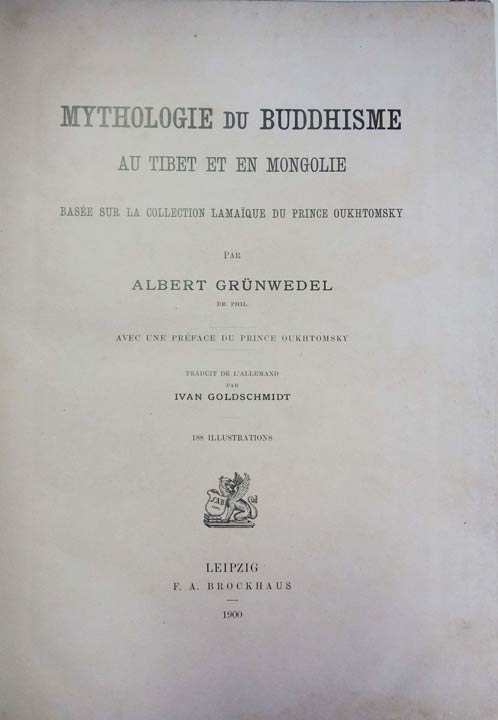 MYTHOLOGIE DU BUDDHISME
AU TIBET ET EN MONGOLIE
BASÉE SUR LA COLLECTION LAMAÏQUE DU PRINCE OUKHTOMSKY
PAR
ALBERT GRÜNWEDEL
DR PHIL.
AVEC UNE PRÉFACE DU PRINCE OUKHTOMSKY
TRADUIT DE L'ALLEMAND
PAR
IVAN GOLDSCHMIDT
188 ILLUSTRATIONS
F.A.B
LEIPZIG
F. A. BROCKHAUS
1900